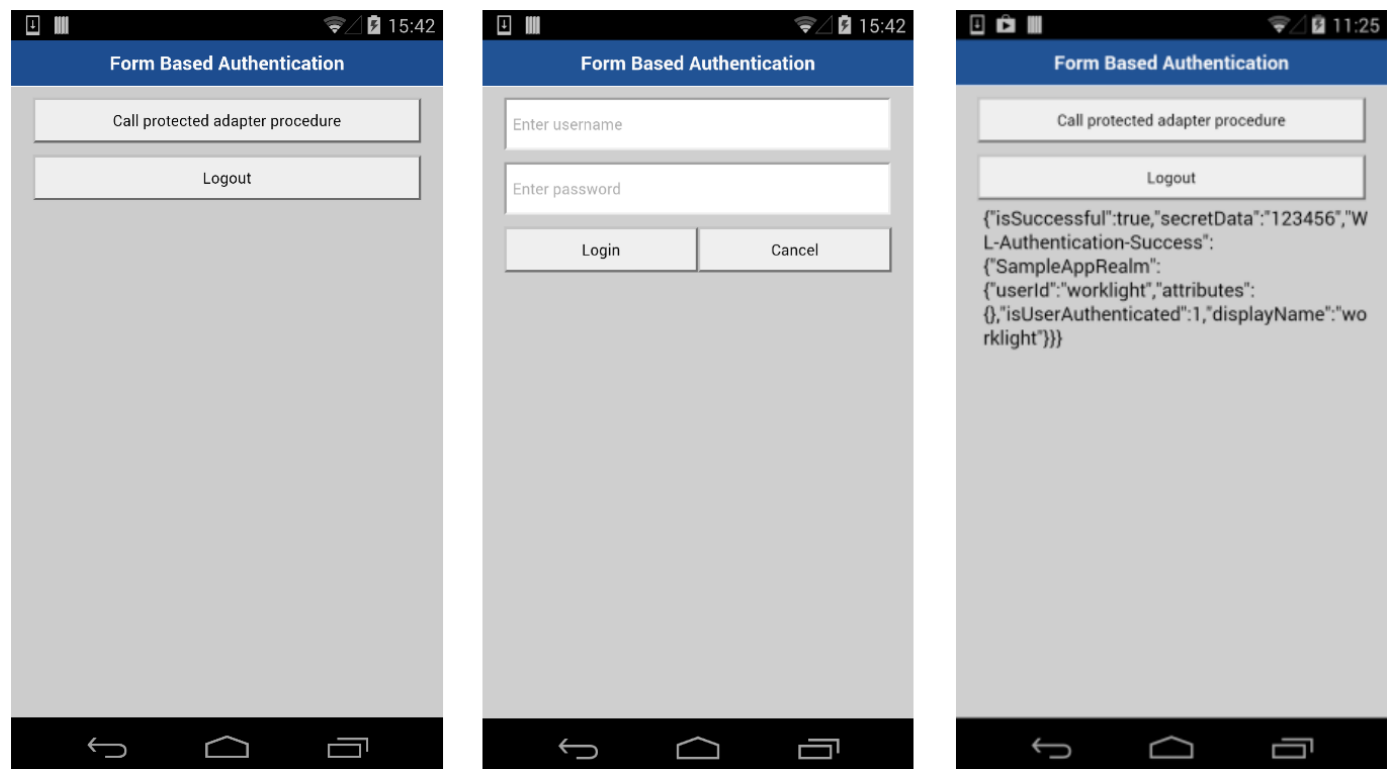 15:42
Form Based Authentication
Call protected adapter procedure
Logout
15:42
Form Based Authentication
Enter username
Enter password
Login Cancel
11:25
Form Based Authentication
Call protected adapter procedure
Logout
{"isSuccessful":true,"secretData":"123456","W
L-Authentication-Success":
{"SampleAppRealm":
{"userId":"worklight","attributes":
{},"isUserAuthenticated":1,"displayName":"wo
rklight"}}}